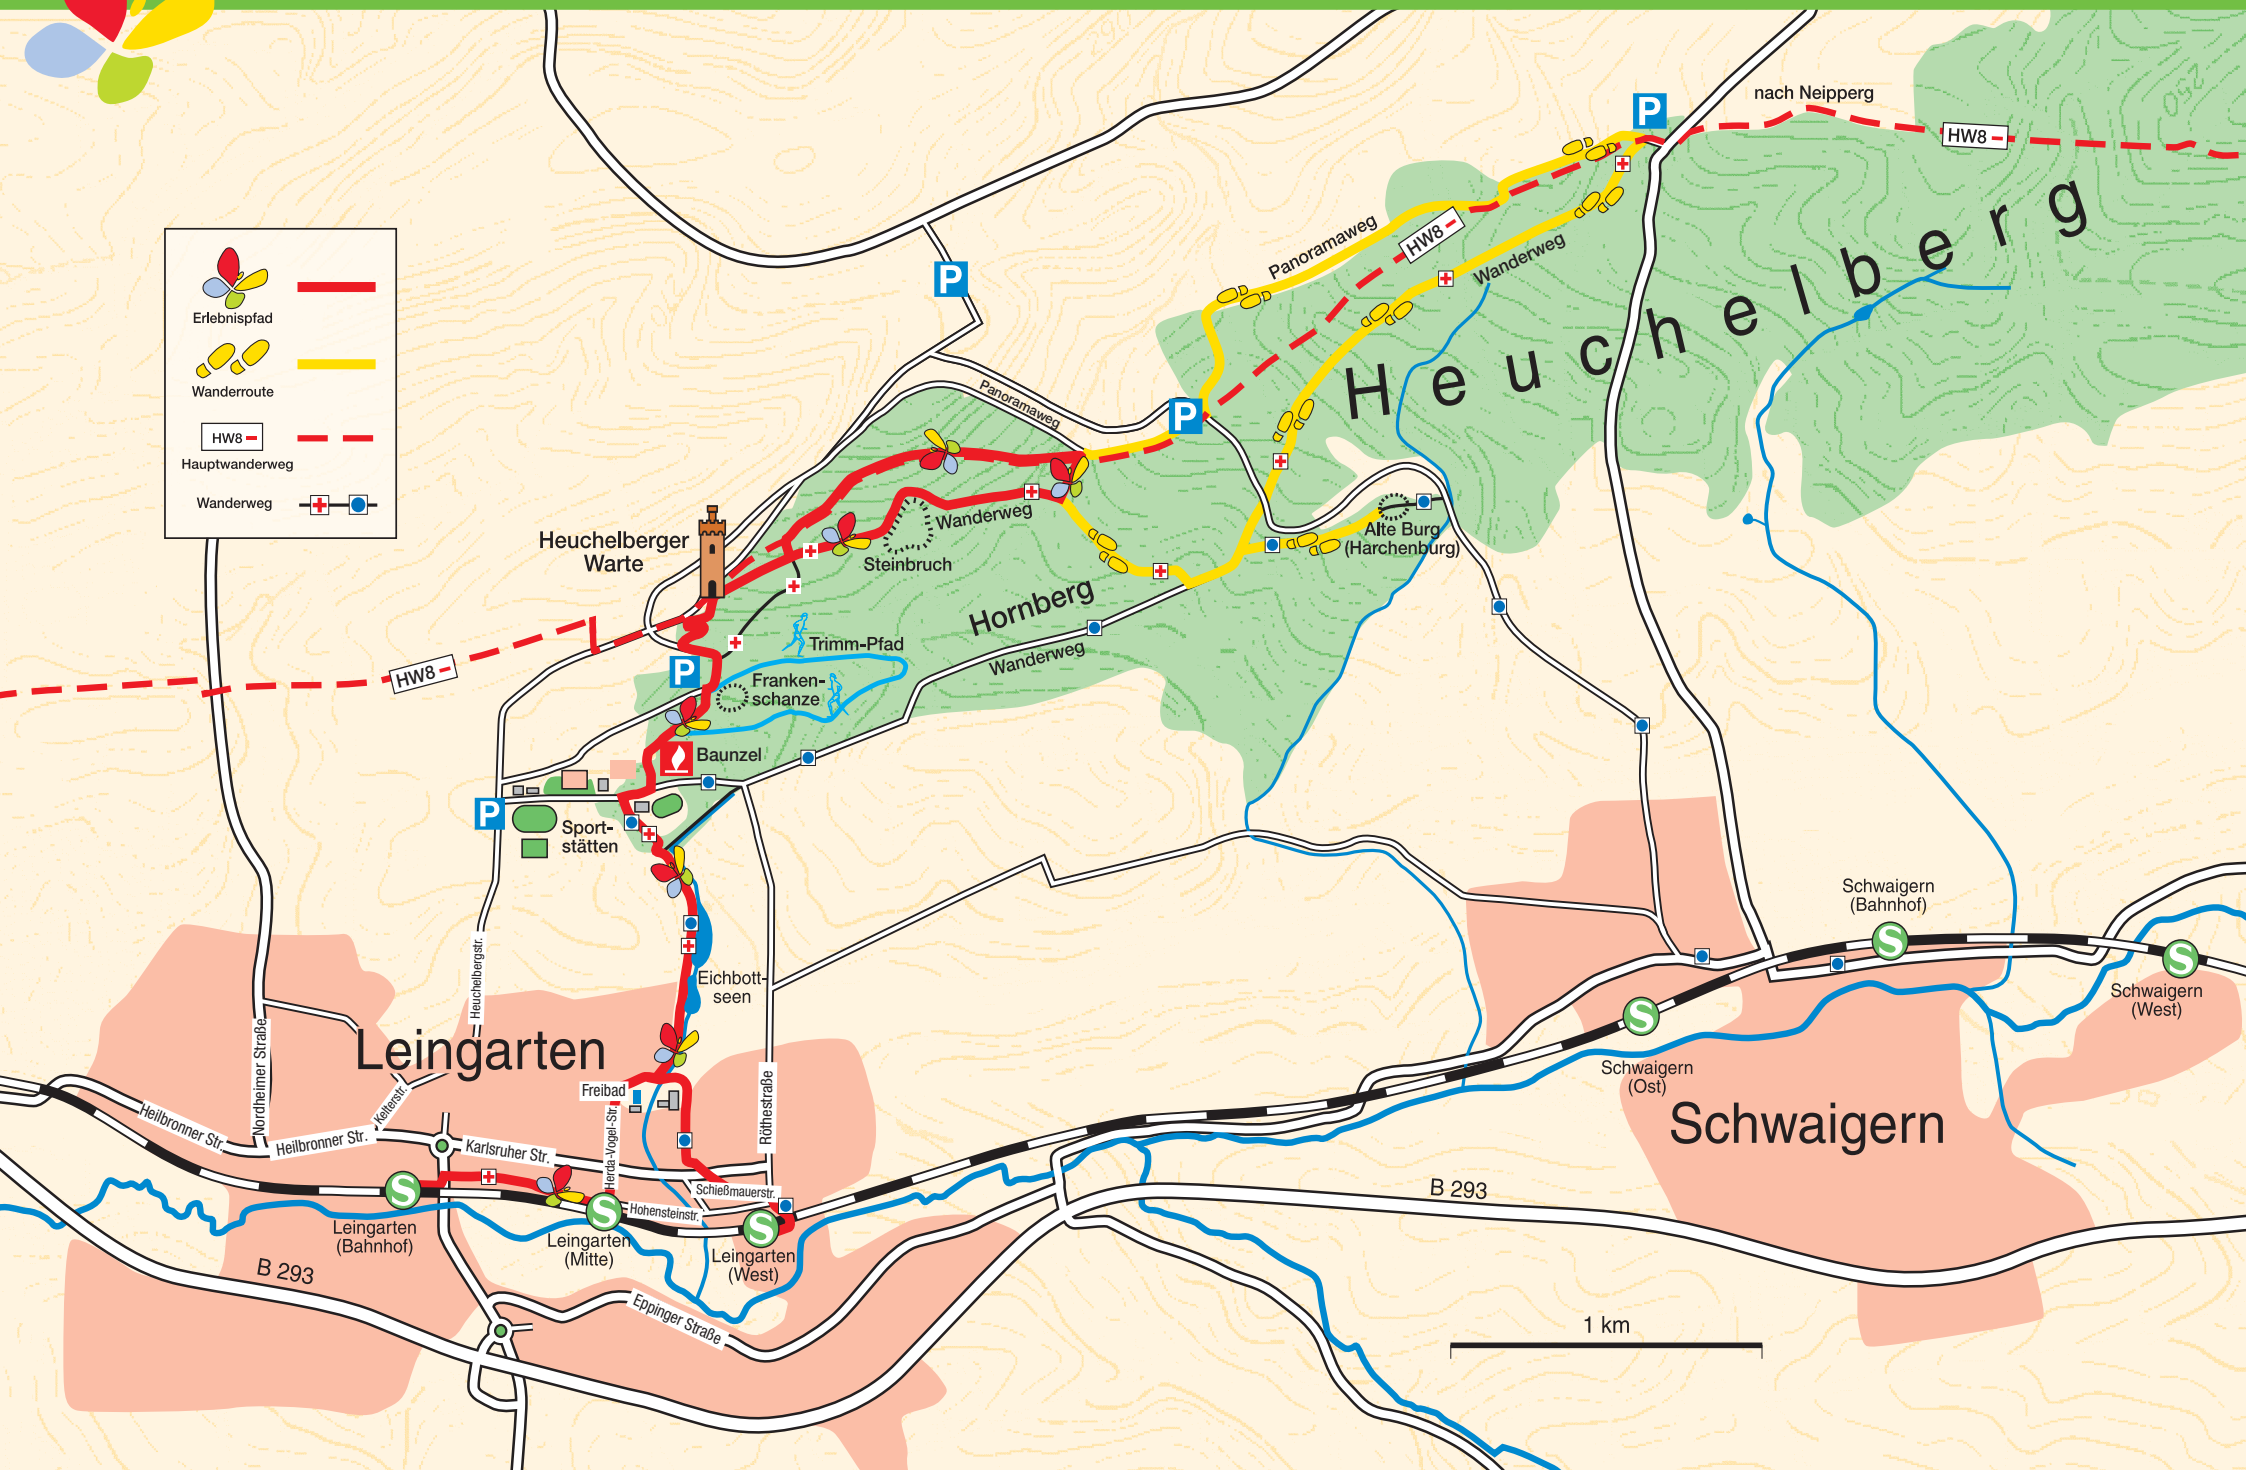 nach Neipperg
HW8
P
Panoramaweg
HW8
Wanderweg
Heuchelberg
P
Erlebnispfad
Wanderroute
HW8
Hauptwanderweg
Wanderweg
Panoramaweg
P
Heuchelberger
Warte
Wanderweg
Steinbruch
Alte Burg
(Harchenburg)
Hornberg
Wanderweg
HW8
P
Trimm-Pfad
Franken-
schanze
Baunzel
P
Sport-
stätten
Heuchelbergstr.
Eichbott-
seen
Leingarten
Nordheimer Straße
Kelterstr.
Freibad
Herda-Vogel-Str.
Röthestraße
Heilbronner Str.
Heilbronner Str.
Karlsruher Str.
Schießmauerstr.
Hohensteinstr.
S
Leingarten
(Bahnhof)
S
Leingarten
(Mitte)
S
Leingarten
(West)
B 293
Eppinger Straße
B 293
Schwaigern
(Bahnhof)
S
S
Schwaigern
(West)
S
Schwaigern
(Ost)
Schwaigern
1 km